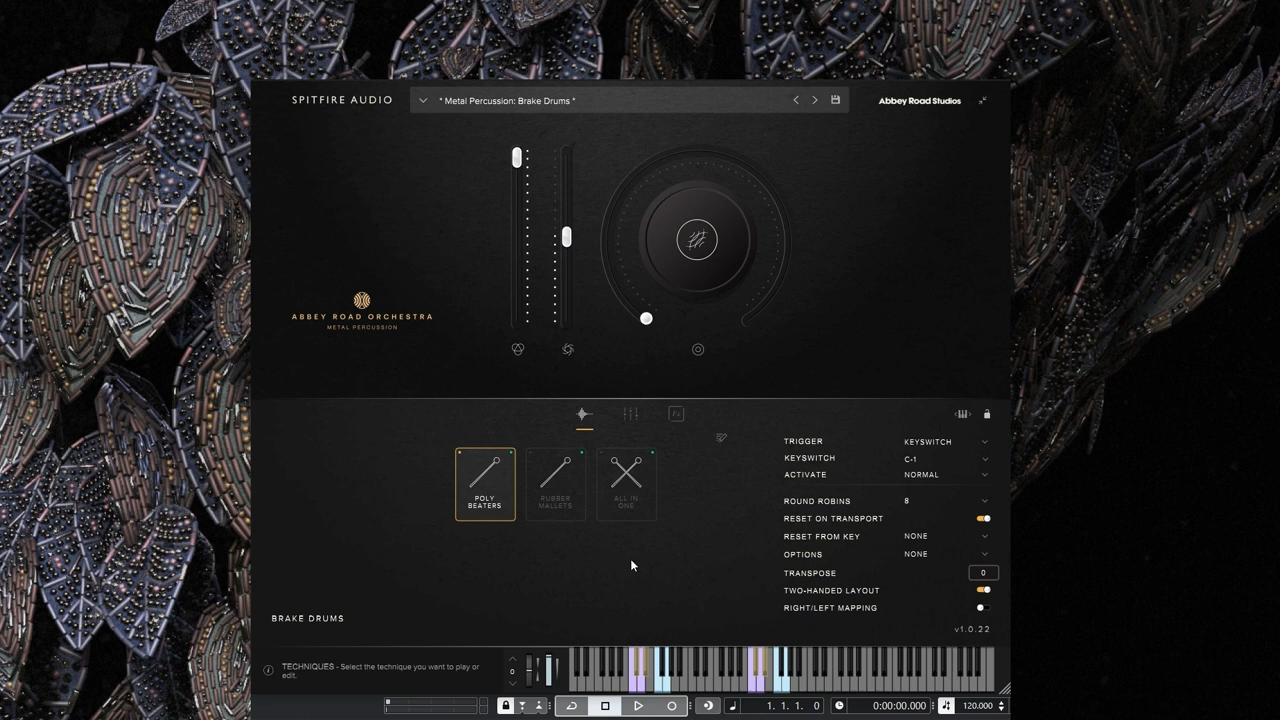 SPITFIRE AUDIO
* Metal Percussion: Brake Drums *
Abbey Road Studios
ABBEY ROAD ORCHESTRA
METAL PERCUSSION
POLY
BEATERS
RUBBER
MALLETS
ALL IN
ONE
TRIGGER KEYSWITCH
KEYSWITCH C-1
ACTIVATE NORMAL
ROUND ROBINS 8
RESET ON TRANSPORT
RESET FROM KEY NONE
OPTIONS NONE
TRANSPOSE 0
TWO-HANDED LAYOUT
RIGHT/LEFT MAPPING
BRAKE DRUMS
v1.0.22
TECHNIQUES - Select the technique you want to play or
edit.
0
1. 1. 1. 0
0:00:00.000
120.000